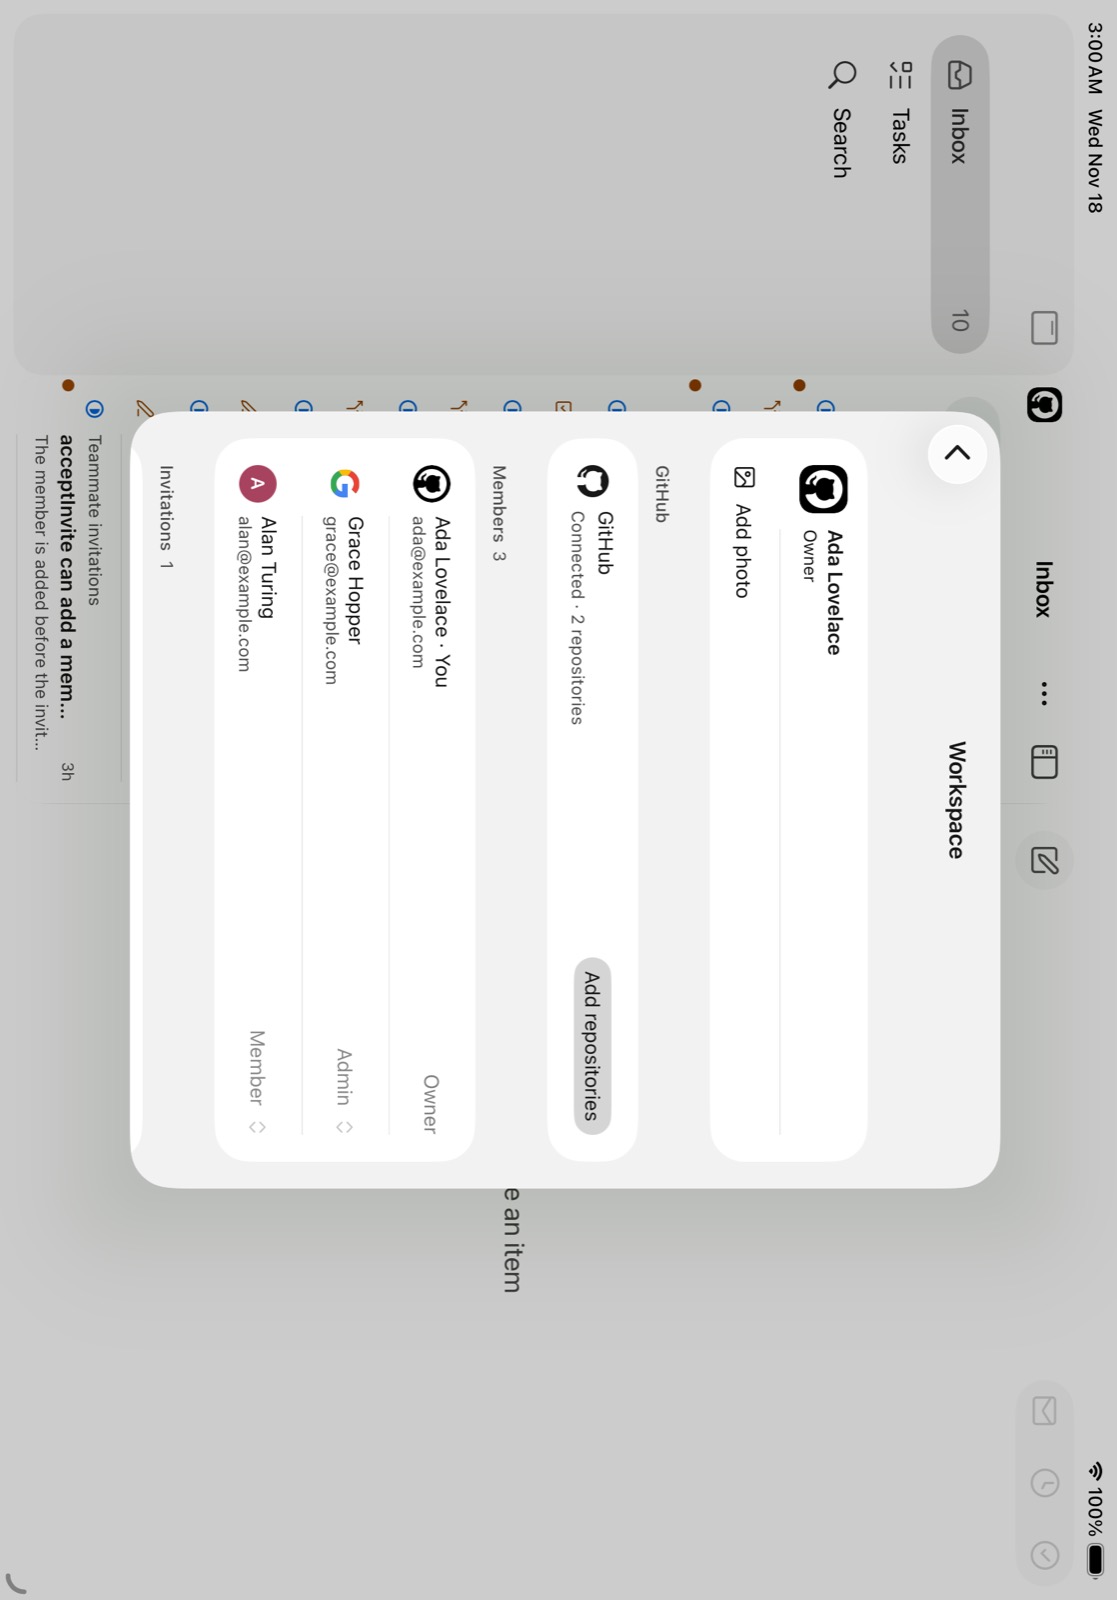 3:00 AM Wed Nov 18
100%
Inbox 10
Tasks
Search
Inbox
Workspace
Ada Lovelace
Owner
Add photo
GitHub
GitHub
Connected · 2 repositories
Add repositories
Members 3
Ada Lovelace · You
ada@example.com
Owner
Grace Hopper
grace@example.com
Admin
A
Alan Turing
alan@example.com
Member
Invitations 1
e an item
Teammate invitations
acceptInvite can add a mem... 3h
The member is added before the invit...